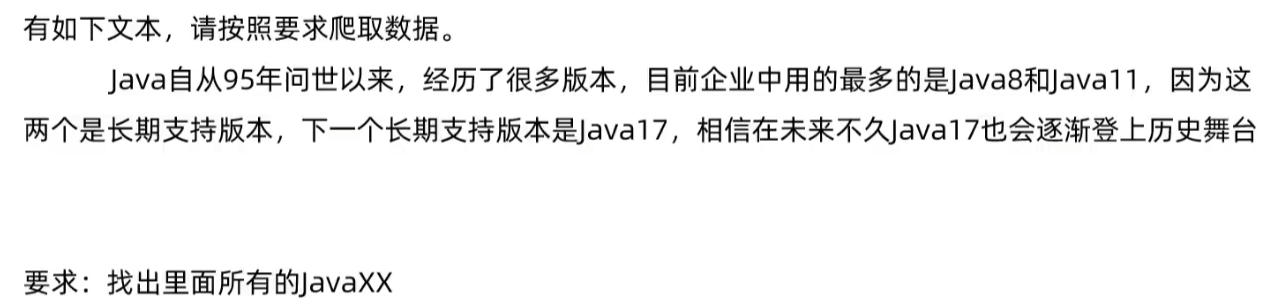 有如下文本，请按照要求爬取数据。
Java自从95年问世以来，经历了很多版本，目前企业中用的最多的是Java8和Java11，因为这
两个是长期支持版本，下一个长期支持版本是Java17，相信在未来不久Java17也会逐渐登上历史舞台
要求：找出里面所有的JavaXX